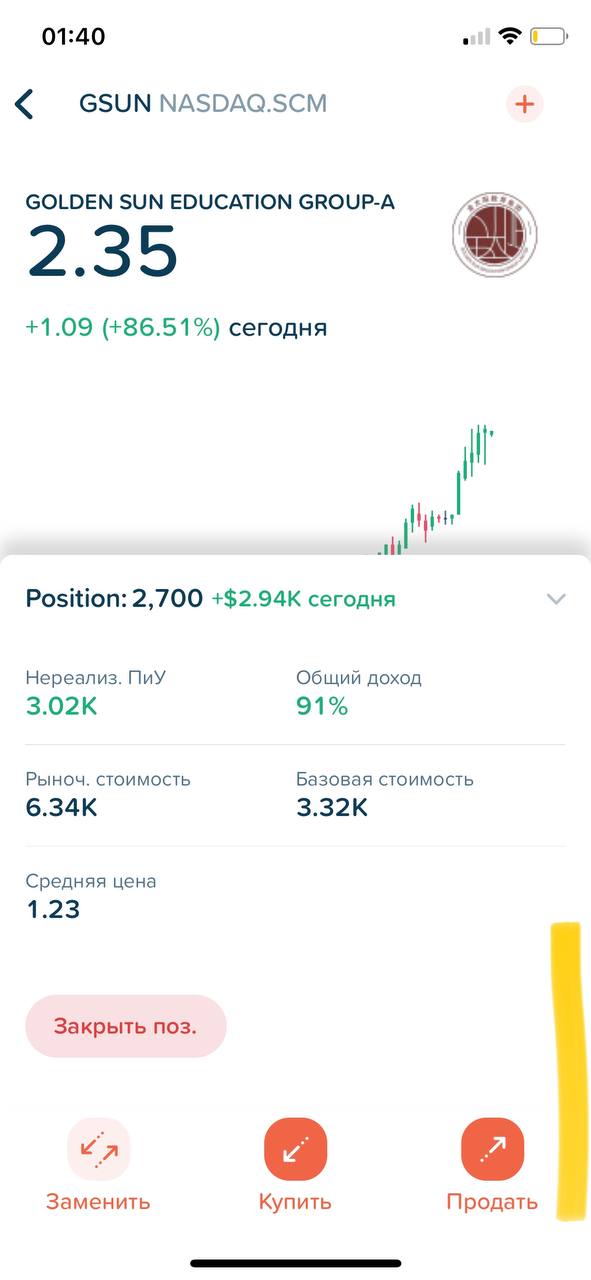 01:40
GSUN NASDAQ.SCM
GOLDEN SUN EDUCATION GROUP-A
2.35
+1.09 (+86.51%) сегодня
Position: 2,700 +$2.94K сегодня
Нереализ. ПиУ Общий доход
3.02K 91%
Рыноч. стоимость Базовая стоимость
6.34K 3.32K
Средняя цена
1.23
Закрыть поз.
Заменить Купить Продать